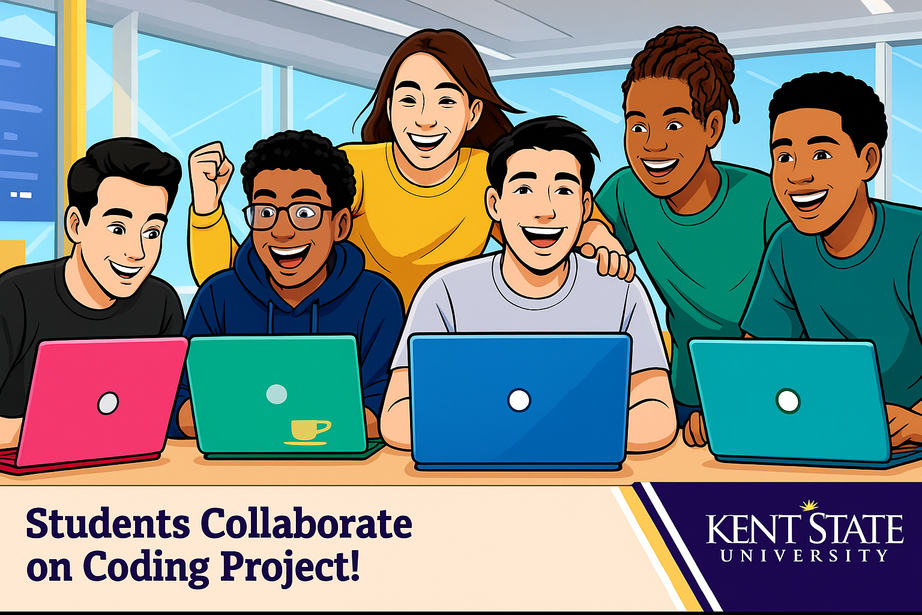 Students Collaborate
on Coding Project!
KENT STATE
UNIVERSITY